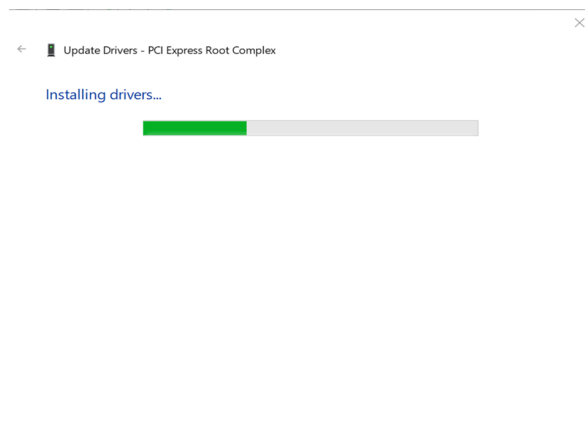 Update Drivers - PCI Express Root Complex
Installing drivers...